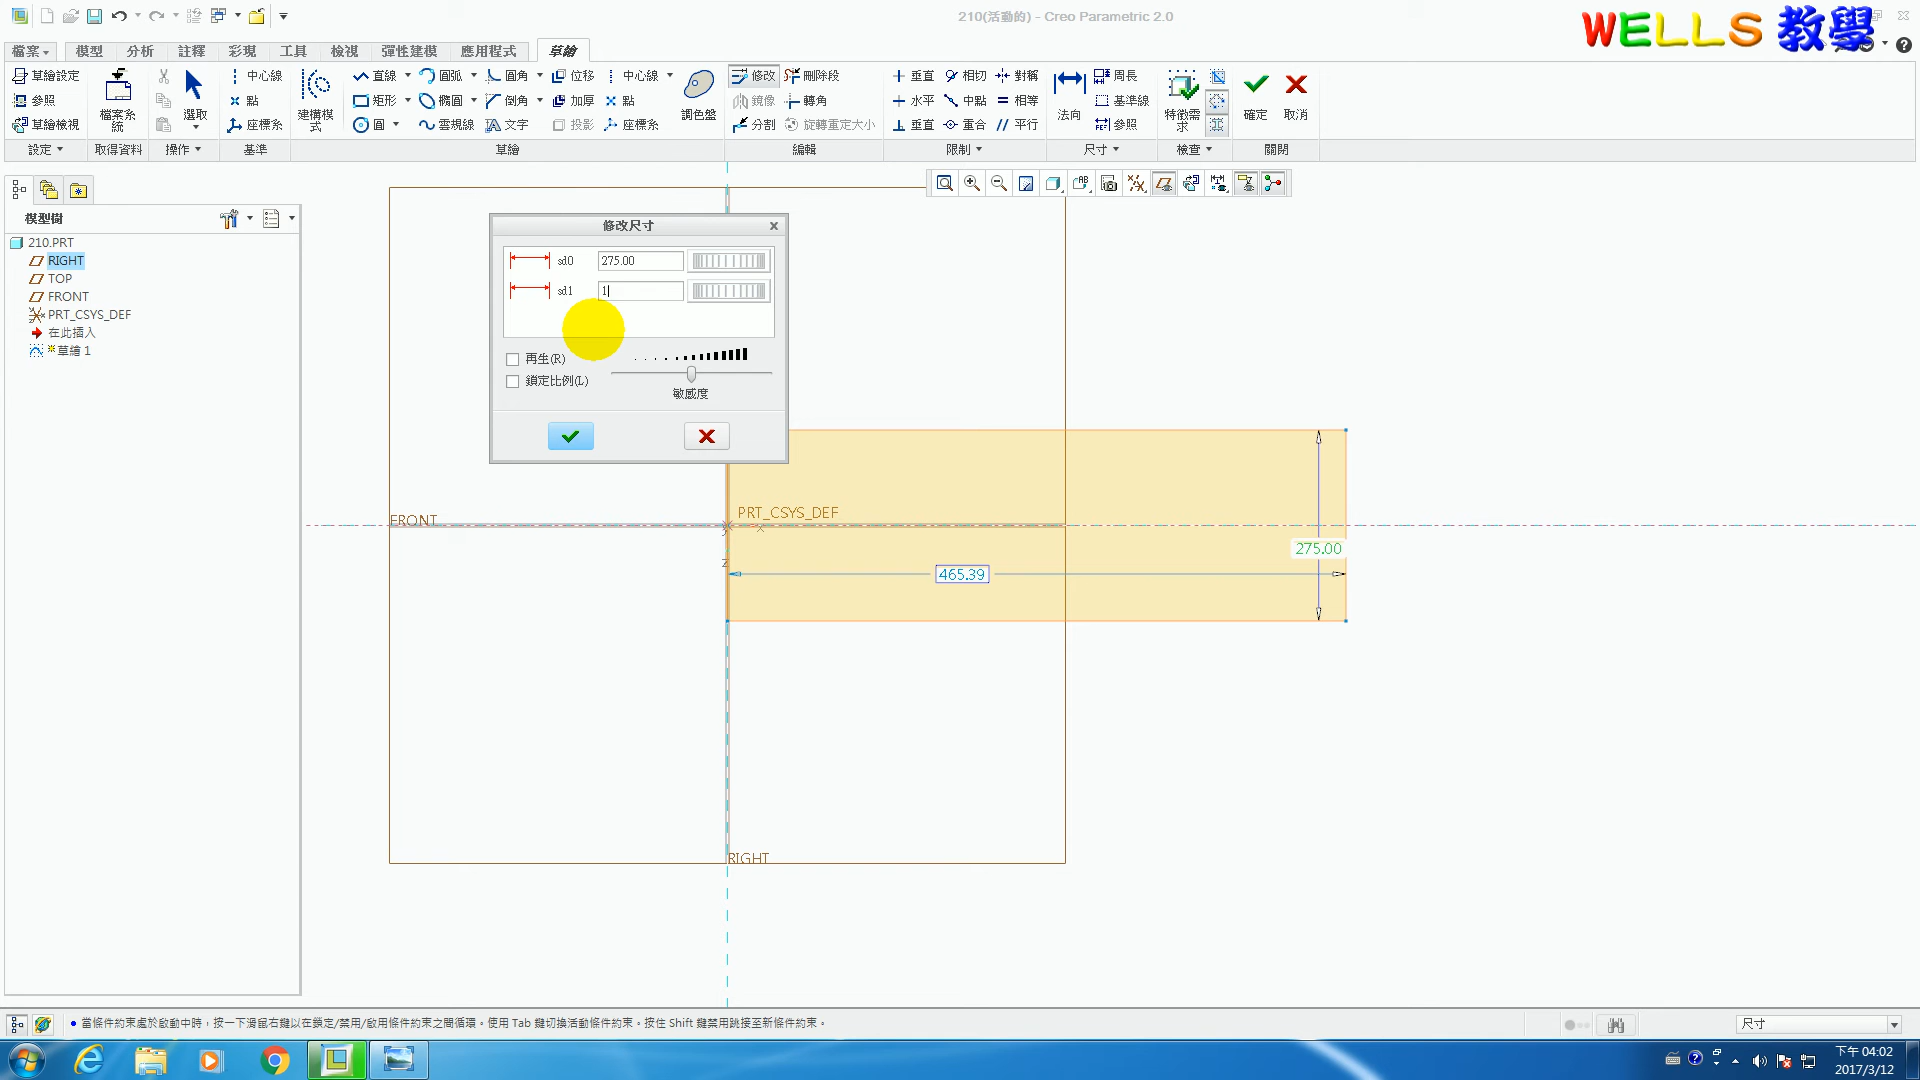 210(活動的) - Creo Parametric 2.0
WELLS 教學
檔案 模型 分析 註釋 彩現 工具 檢視 彈性建模 應用程式 草繪
草繪設定
參照
草繪檢視
檔案系統
選取
中心線
點
座標系
建構模式
直線 弧圓 圓角 位移 中心線
矩形 橢圓 倒角 加厚 點
圓 雲規線 文字 投影 座標系
調色盤
修改 刪除段
鏡像 轉角
分割 旋轉重定大小
垂直 相切 對稱
水平 中點 相等
垂直 重合 平行
法向
周長
基準線
參照
特徵需求
確定
取消
設定 取得資料 操作 基準 草繪 編輯 限制 尺寸 檢查 關閉
模型樹
210.PRT
RIGHT
TOP
FRONT
PRT_CSYS_DEF
在此插入
草繪 1
修改尺寸
sd0 275.00
sd1 1
再生(R)
鎖定比例(L)
敏感度
FRONT
PRT_CSYS_DEF
X
Z
465.39
275.00
RIGHT
當條件約束處於啟動中時，按一下滑鼠右鍵以在鎖定/禁用/啟用條件約束之間循環。使用 Tab 鍵切換活動條件約束。按住 Shift 鍵禁用跳接至新條件約束。
尺寸
下午 04:02
2017/3/12